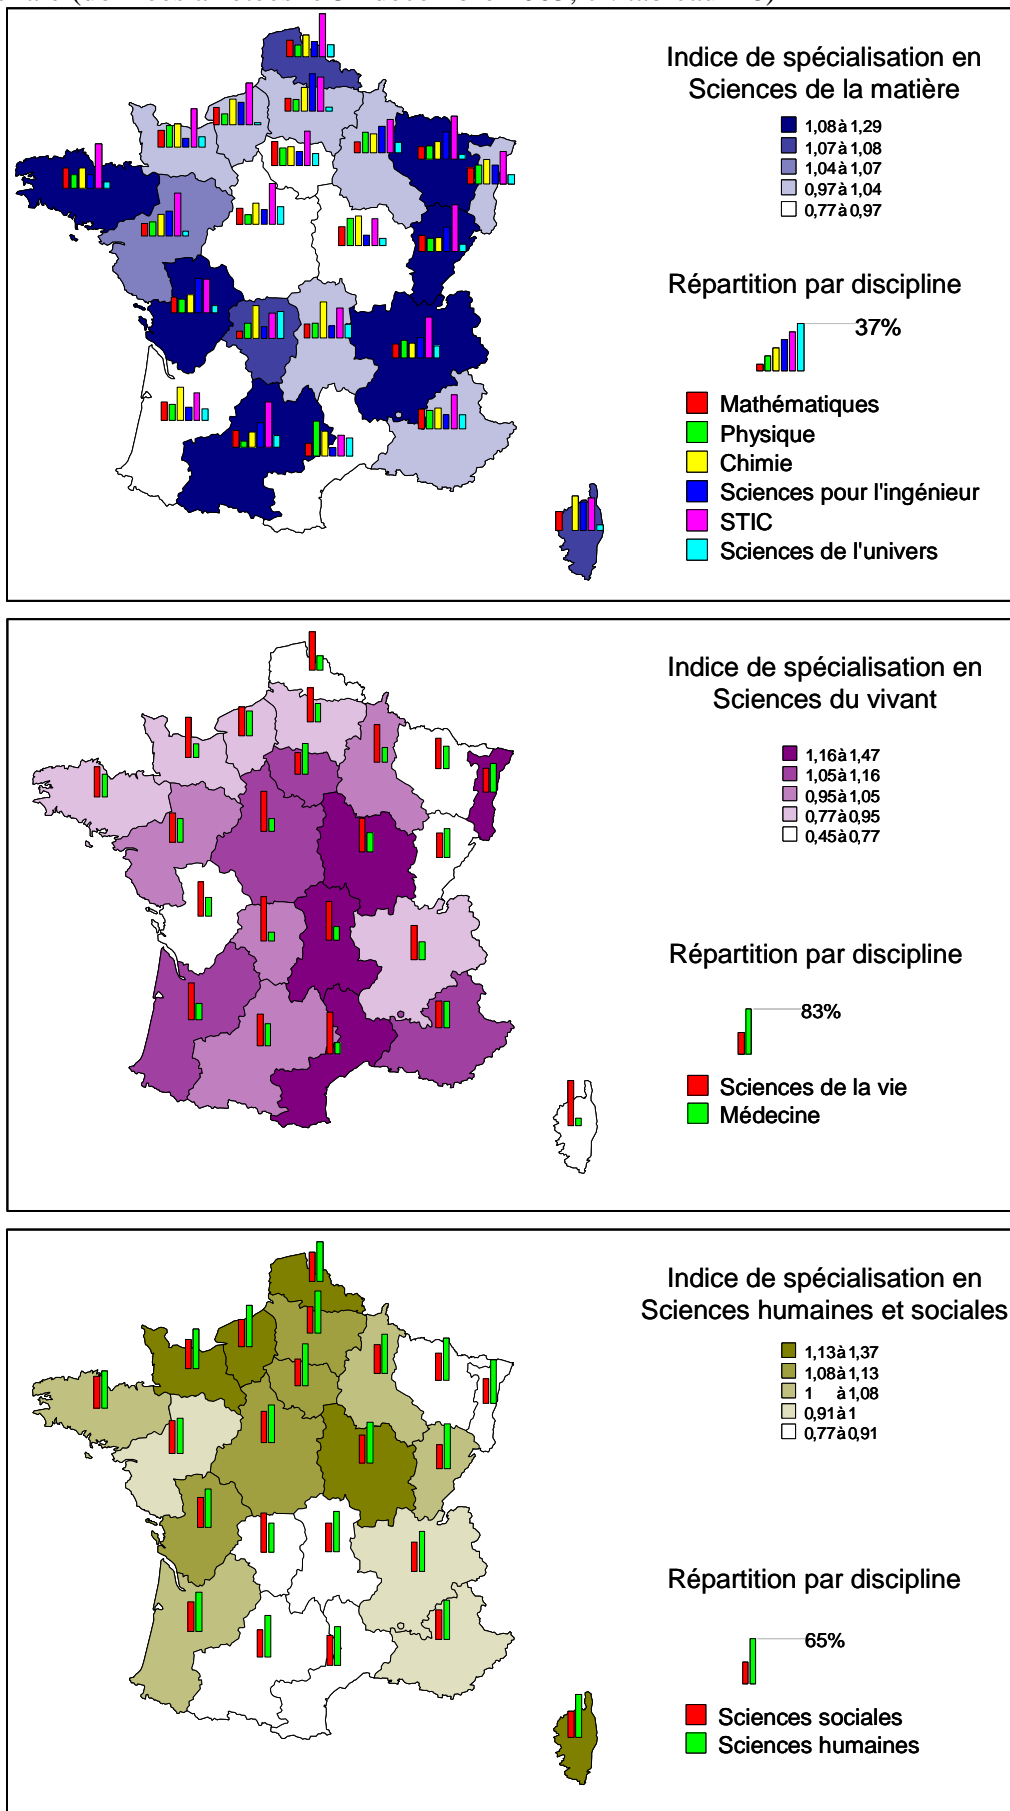 Indice de spécialisation en
Sciences de la matière
1,08 à 1,29
1,07 à 1,08
1,04 à 1,07
0,97 à 1,04
0,77 à 0,97
Répartition par discipline
37%
Mathématiques
Physique
Chimie
Sciences pour l'ingénieur
STIC
Sciences de l'univers
Indice de spécialisation en
Sciences du vivant
1,16 à 1,47
1,05 à 1,16
0,95 à 1,05
0,77 à 0,95
0,45 à 0,77
Répartition par discipline
83%
Sciences de la vie
Médecine
Indice de spécialisation en
Sciences humaines et sociales
1,13 à 1,37
1,08 à 1,13
1 à 1,08
0,91 à 1
0,77 à 0,91
Répartition par discipline
65%
Sciences sociales
Sciences humaines